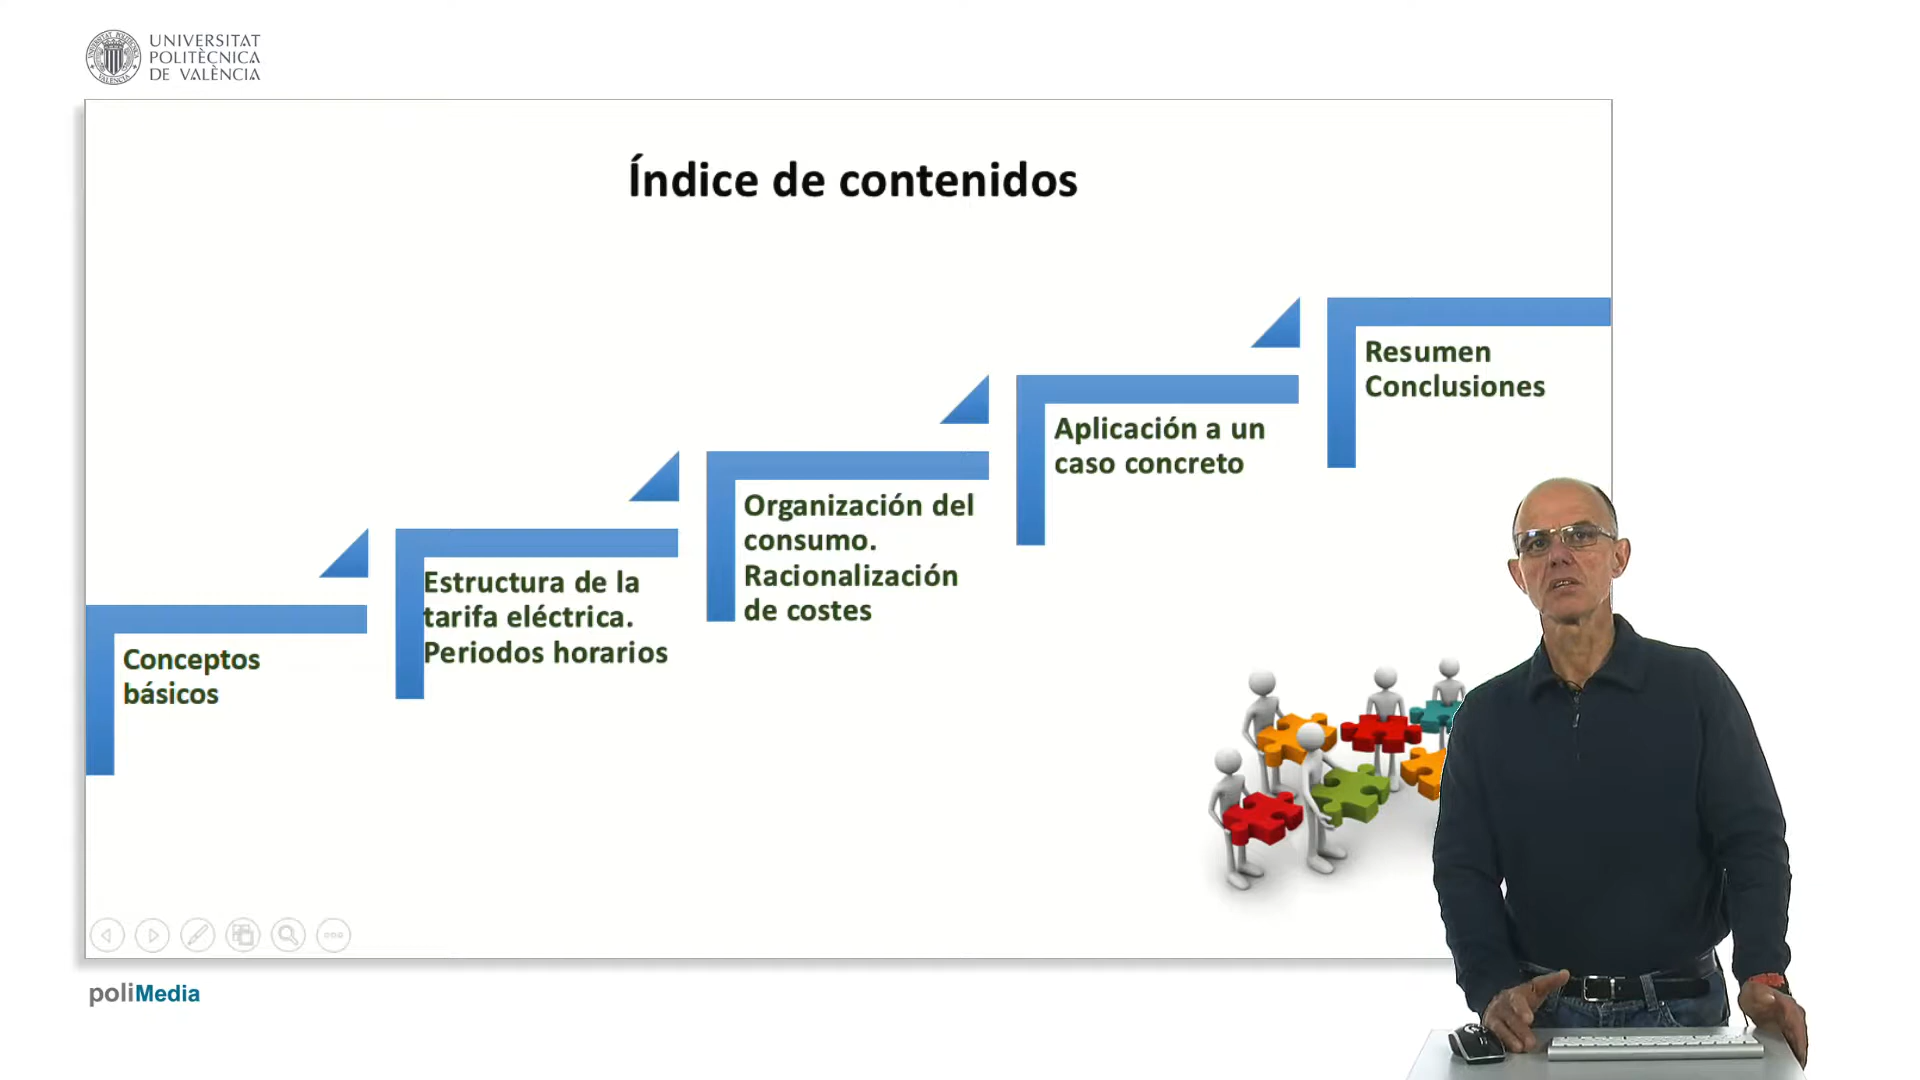 UNIVERSITAT
POLITÈCNICA
DE VALÈNCIA
Índice de contenidos
Conceptos
básicos
Estructura de la
tarifa eléctrica.
Periodos horarios
Organización del
consumo.
Racionalización
de costes
Aplicación a un
caso concreto
Resumen
Conclusiones
poliMedia